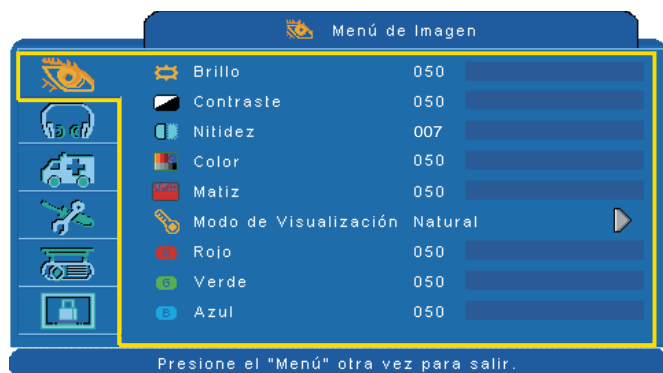 Menú de Imagen
Brillo 050
Contraste 050
Nitidez 007
Color 050
Matiz 050
Modo de Visualización Natural
R Rojo 050
G Verde 050
B Azul 050
Presione el "Menú" otra vez para salir.